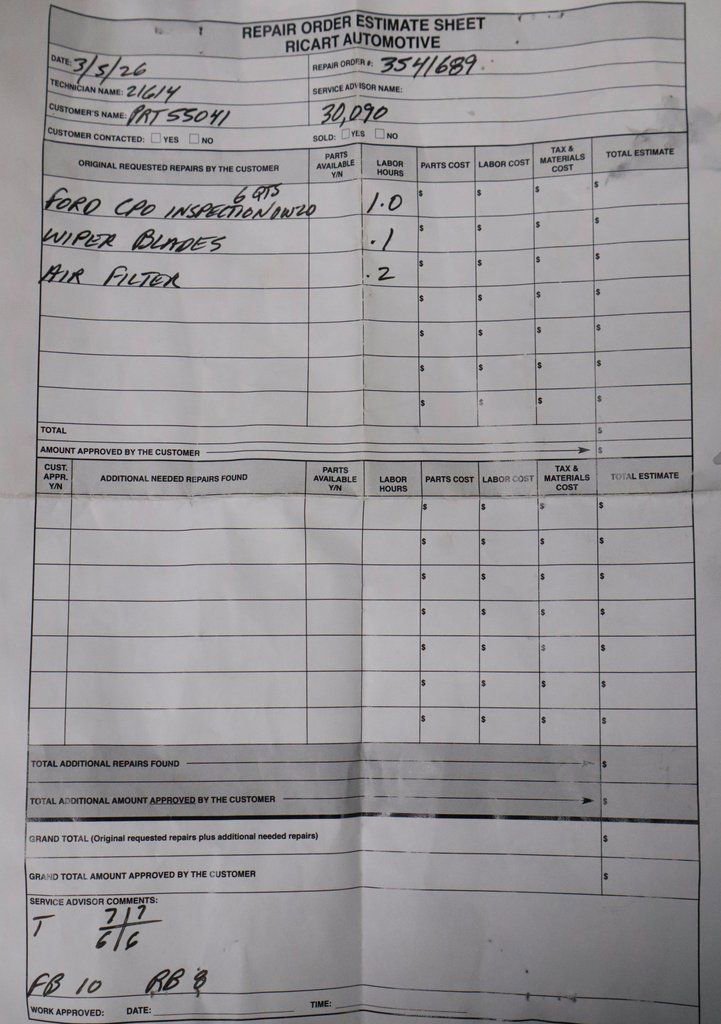 REPAIR ORDER ESTIMATE SHEET
RICART AUTOMOTIVE
DATE: 3/5/26 REPAIR ORDER #: 3541689
TECHNICIAN NAME: 21614 SERVICE ADVISOR NAME:
CUSTOMER'S NAME: PRT55041 30,090
CUSTOMER CONTACTED: YES NO SOLD: YES NO
ORIGINAL REQUESTED REPAIRS BY THE CUSTOMER PARTS AVAILABLE Y/N LABOR HOURS PARTS COST LABOR COST TAX & MATERIALS COST TOTAL ESTIMATE
6 QTS
FORD CPO INSPECTION 0W20 1.0 $ $ $ $
WIPER BLADES .1 $ $ $ $
AIR FILTER .2 $ $ $ $
$ $ $ $
$ $ $ $
$ $ $ $
$ $ $ $
TOTAL $
AMOUNT APPROVED BY THE CUSTOMER $
CUST. APPR. Y/N ADDITIONAL NEEDED REPAIRS FOUND PARTS AVAILABLE Y/N LABOR HOURS PARTS COST LABOR COST TAX & MATERIALS COST TOTAL ESTIMATE
$ $ $ $
$ $ $ $
$ $ $ $
$ $ $ $
$ $ $ $
$ $ $ $
$ $ $ $
TOTAL ADDITIONAL REPAIRS FOUND $
TOTAL ADDITIONAL AMOUNT APPROVED BY THE CUSTOMER $
GRAND TOTAL (Original requested repairs plus additional needed repairs) $
GRAND TOTAL AMOUNT APPROVED BY THE CUSTOMER $
SERVICE ADVISOR COMMENTS:
T 7/7
6/6
FB 10 RB 8
WORK APPROVED: DATE: TIME: